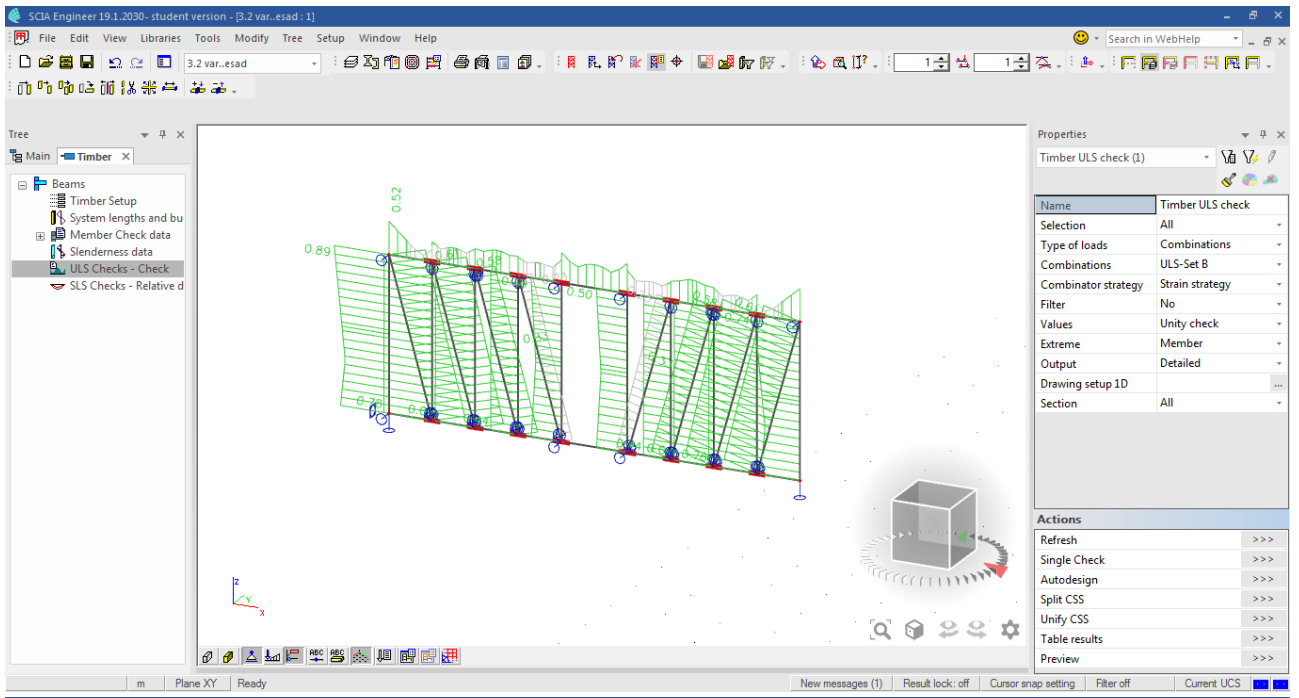 SCIA Engineer 19.1.2030- student version - [3.2 var..esad : 1]
File Edit View Libraries Tools Modify Tree Setup Window Help
Search in WebHelp
3.2 var..esad
1
1
Tree
Main
Timber
Beams
Timber Setup
System lengths and bu
Member Check data
Slenderness data
ULS Checks - Check
SLS Checks - Relative d
0.52
0.89
0.50
0.70
z
Y
x
ABC
ABC
Properties
Timber ULS check (1)
Name Timber ULS check
Selection All
Type of loads Combinations
Combinations ULS-Set B
Combinator strategy Strain strategy
Filter No
Values Unity check
Extreme Member
Output Detailed
Drawing setup 1D ...
Section All
Actions
Refresh >>>
Single Check >>>
Autodesign >>>
Split CSS >>>
Unify CSS >>>
Table results >>>
Preview >>>
m Plane XY Ready New messages (1) Result lock: off Cursor snap setting Filter off Current UCS